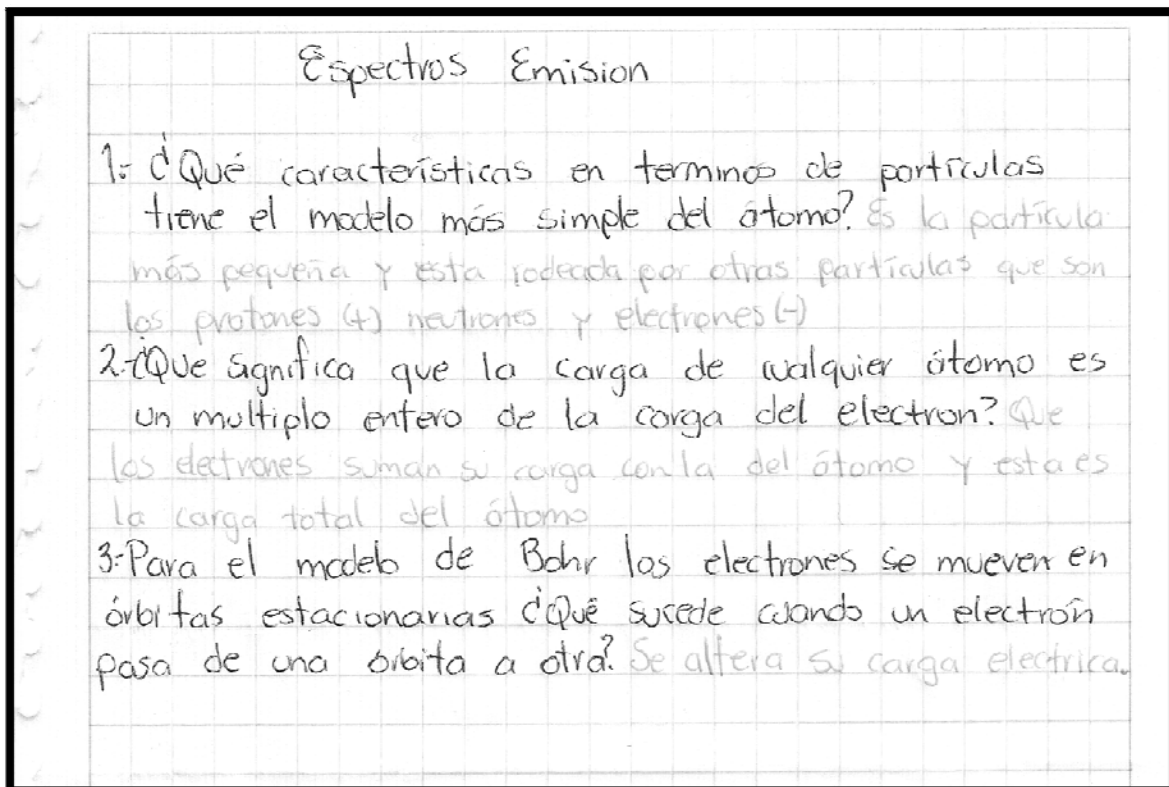 Espectros Emision
1.- ¿Qué características en terminos de partículas
tiene el modelo más simple del átomo? Es la partícula
más pequeña y esta rodeada por otras partículas que son
los protones (+) neutrones y electrones (-)
2.- ¿Que significa que la carga de cualquier átomo es
un multiplo entero de la carga del electron? Que
los electrones suman su carga con la del átomo y esta es
la carga total del átomo
3.- Para el modelo de Bohr los electrones se mueven en
órbitas estacionarias ¿Qué sucede cuando un electrón
pasa de una órbita a otra? Se altera su carga electrica.